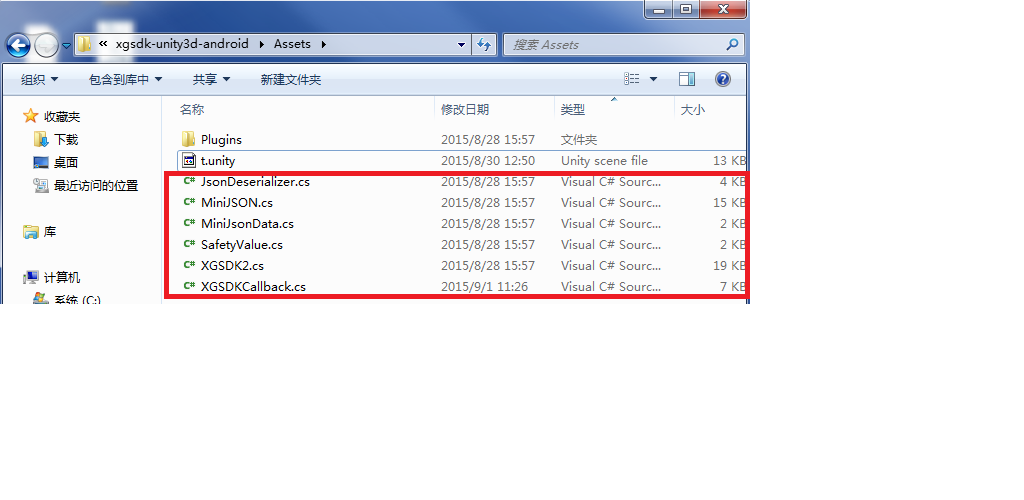 « xgsdk-unity3d-android Assets
搜索 Assets
组织 包含到库中 共享 新建文件夹
收藏夹
下载
桌面
最近访问的位置
库
计算机
系统 (C:)
名称 修改日期 类型 大小
Plugins 2015/8/28 15:57 文件夹
t.unity 2015/8/30 12:50 Unity scene file 13 KB
JsonDeserializer.cs 2015/8/28 15:57 Visual C# Sourc... 4 KB
MiniJSON.cs 2015/8/28 15:57 Visual C# Sourc... 15 KB
MiniJsonData.cs 2015/8/28 15:57 Visual C# Sourc... 2 KB
SafetyValue.cs 2015/8/28 15:57 Visual C# Sourc... 2 KB
XGSDK2.cs 2015/8/28 15:57 Visual C# Sourc... 19 KB
XGSDKCallback.cs 2015/9/1 11:26 Visual C# Sourc... 7 KB